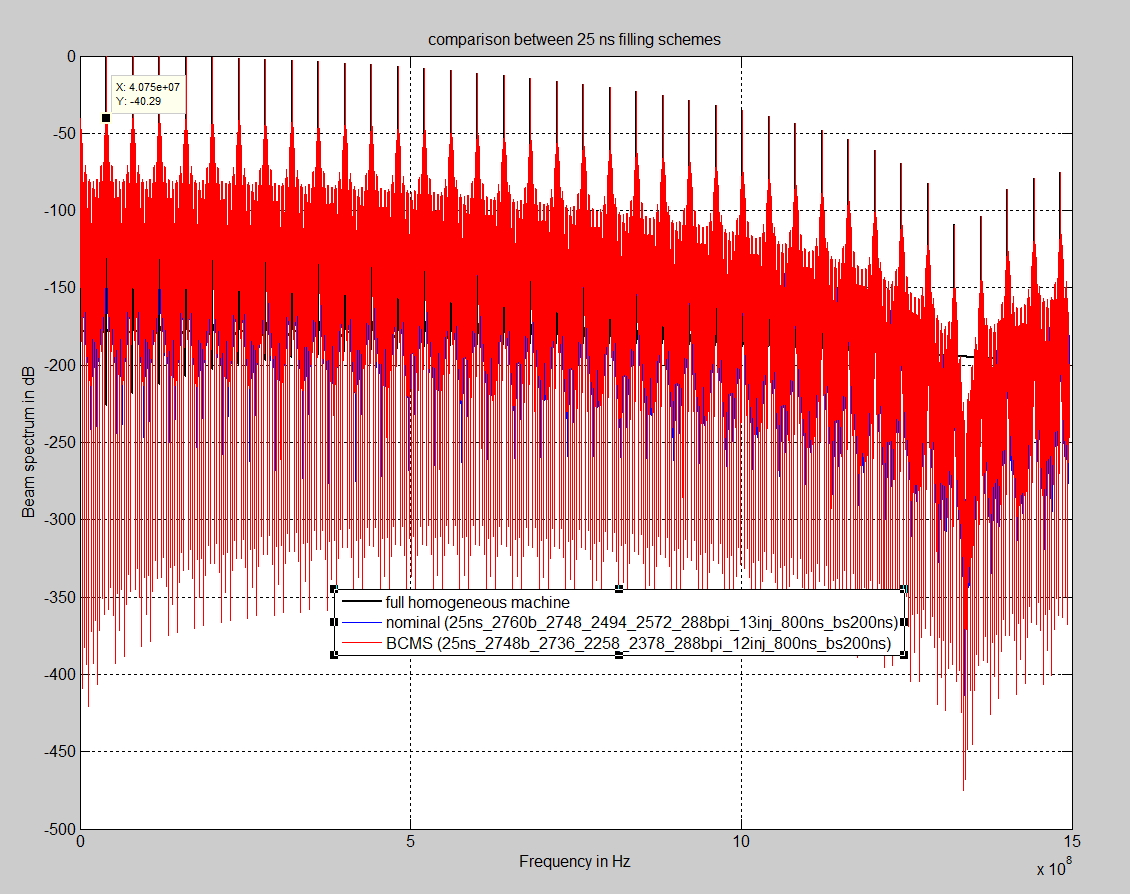 comparison between 25 ns filling schemes
0
X: 4.075e+07
Y: -40.29
-50
-100
-150
-200
-250
-300
-350
-400
-450
-500
Beam spectrum in dB
full homogeneous machine
nominal (25ns_2760b_2748_2494_2572_288bpi_13inj_800ns_bs200ns)
BCMS (25ns_2748b_2736_2258_2378_288bpi_12inj_800ns_bs200ns)
0 5 10 15
Frequency in Hz
x 10^8